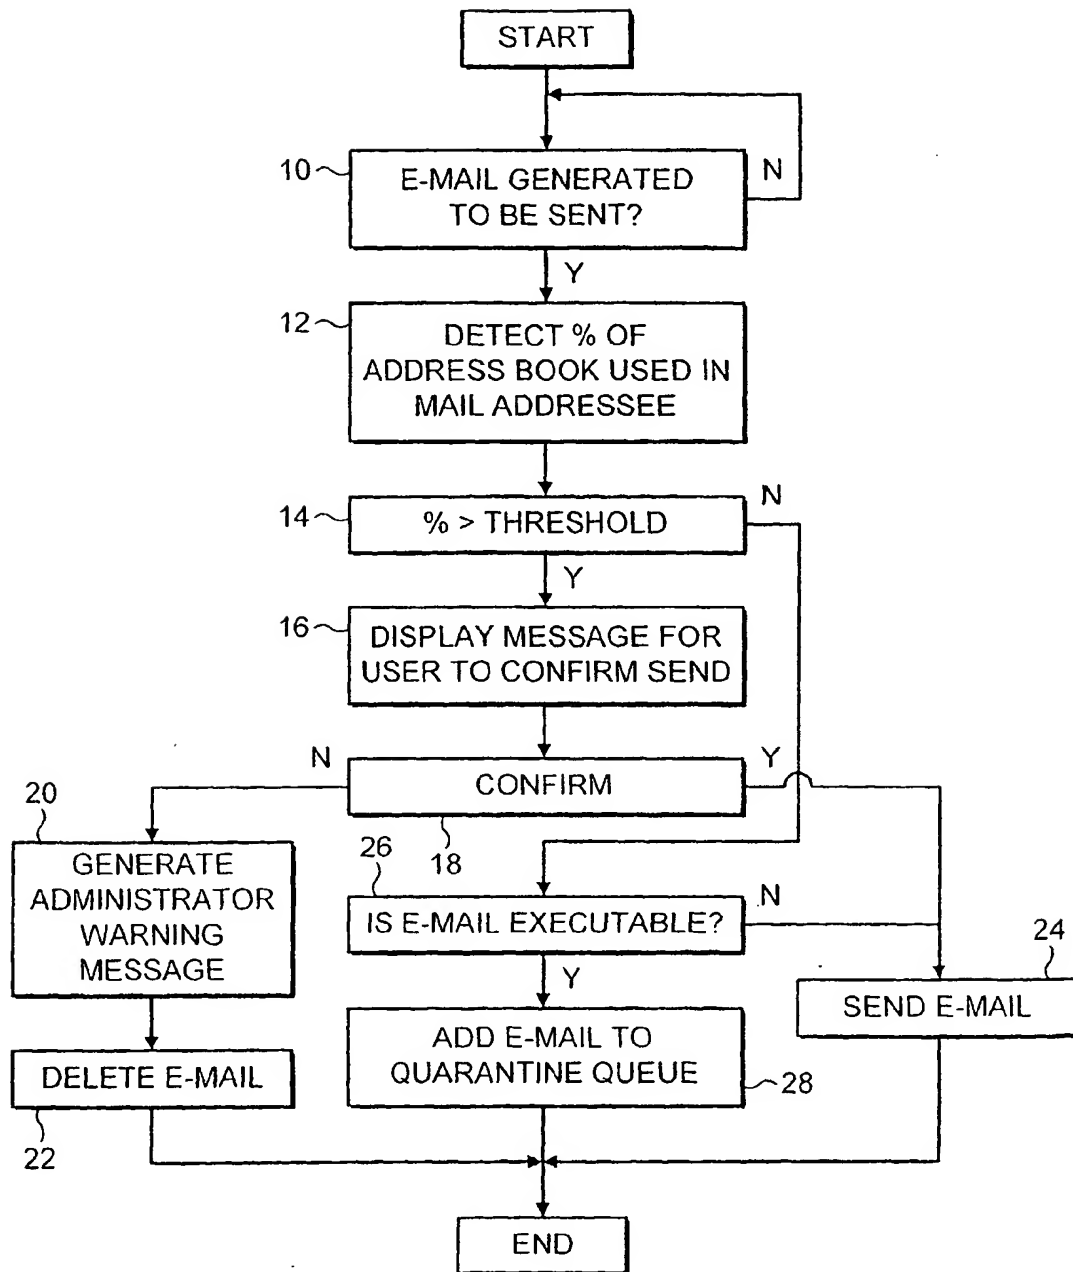 START
10
E-MAIL GENERATED
TO BE SENT?
N
Y
12
DETECT % OF
ADDRESS BOOK USED IN
MAIL ADDRESSEE
14
% > THRESHOLD
N
Y
16
DISPLAY MESSAGE FOR
USER TO CONFIRM SEND
N
CONFIRM
Y
18
20
GENERATE
ADMINISTRATOR
WARNING
MESSAGE
26
IS E-MAIL EXECUTABLE?
N
Y
24
SEND E-MAIL
DELETE E-MAIL
22
ADD E-MAIL TO
QUARANTINE QUEUE
28
END